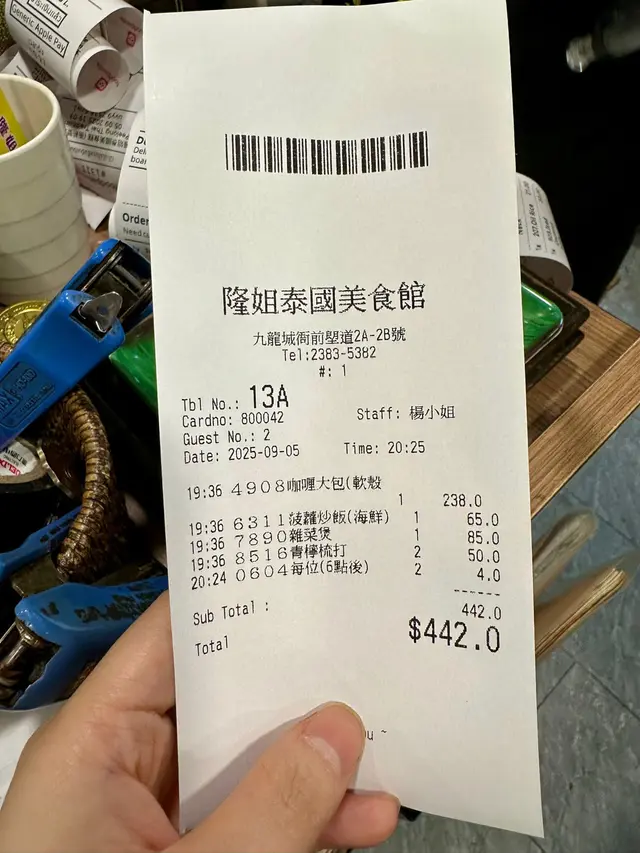 Generic Apple Pay
Order
隆姐泰國美食館
九龍城衙前塱道2A-2B號
Tel:2383-5382
#: 1
Tbl No.: 13A
Cardno: 800042 Staff: 楊小姐
Guest No.: 2
Date: 2025-09-05 Time: 20:25
19:36 4908咖喱大包(軟殼
1 238.0
19:36 6311菠蘿炒飯(海鮮) 1 65.0
19:36 7890雜菜煲 1 85.0
19:36 8516青檸梳打 2 50.0
20:24 0604每位(6點後) 2 4.0
------
Sub Total : 442.0
Total $442.0
ou ~